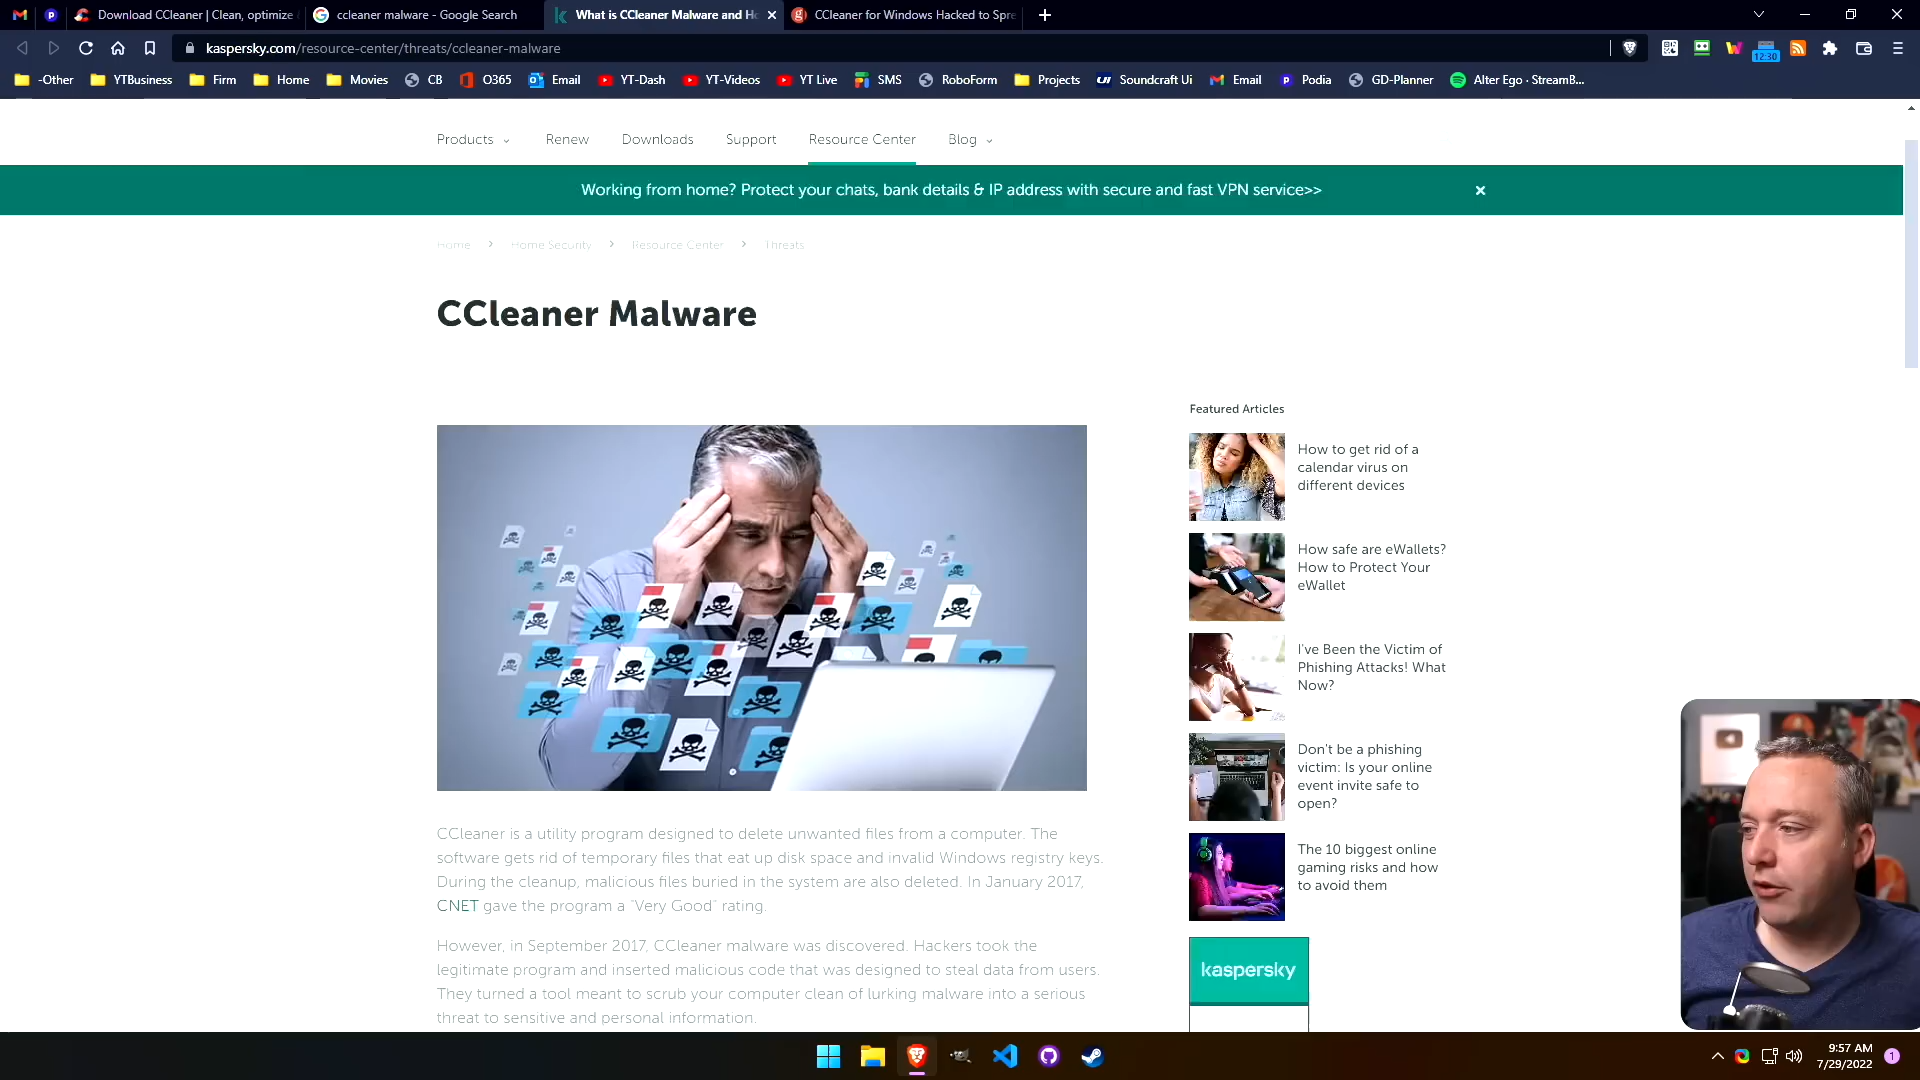 Download CCleaner | Clean, optimize
ccleaner malware - Google Search
What is CCleaner Malware and Ho
CCleaner for Windows Hacked to Spre
kaspersky.com/resource-center/threats/ccleaner-malware
12:30
-Other
YTBusiness
Firm
Home
Movies
CB
O365
Email
YT-Dash
YT-Videos
YT Live
SMS
RoboForm
Projects
Soundcraft Ui
Email
Podia
GD-Planner
Alter Ego · StreamB...
Products
Renew
Downloads
Support
Resource Center
Blog
Working from home? Protect your chats, bank details & IP address with secure and fast VPN service>>
Home > Home Security > Resource Center > Threats
CCleaner Malware
CCleaner is a utility program designed to delete unwanted files from a computer. The
software gets rid of temporary files that eat up disk space and invalid Windows registry keys.
During the cleanup, malicious files buried in the system are also deleted. In January 2017,
CNET gave the program a "Very Good" rating.
However, in September 2017, CCleaner malware was discovered. Hackers took the
legitimate program and inserted malicious code that was designed to steal data from users.
They turned a tool meant to scrub your computer clean of lurking malware into a serious
threat to sensitive and personal information.
Featured Articles
How to get rid of a
calendar virus on
different devices
How safe are eWallets?
How to Protect Your
eWallet
I've Been the Victim of
Phishing Attacks! What
Now?
Don't be a phishing
victim: Is your online
event invite safe to
open?
The 10 biggest online
gaming risks and how
to avoid them
kaspersky
9:57 AM
7/29/2022
1